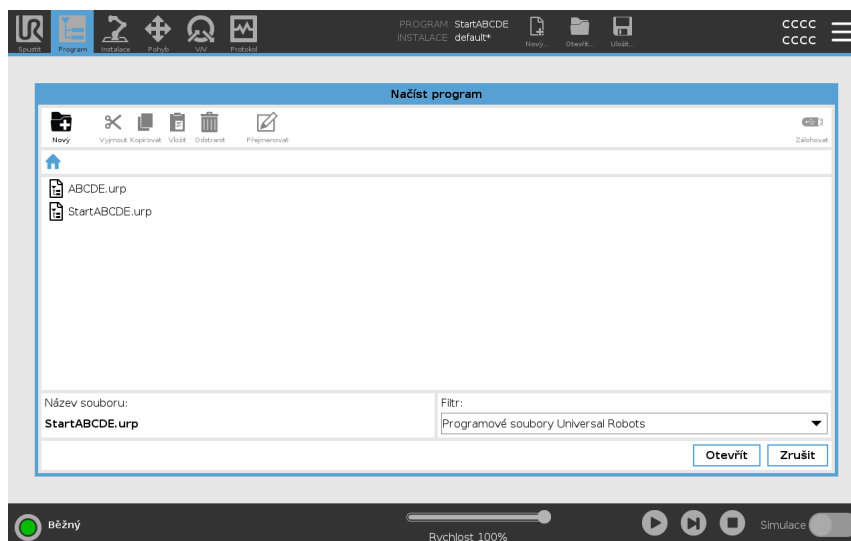 PROGRAM StartABCDE
INSTALACE default*
Spustit Program Instalace Pohyb V/V Protokol Nový... Otevřít... Uložit...
CCCC
CCCC
Načíst program
Nový Vyjmout Kopírovat Vložit Odstranit Přejmenovat Zálohovat
ABCDE.urp
StartABCDE.urp
Název souboru: Filtr:
StartABCDE.urp Programové soubory Universal Robots
Otevřít Zrušit
Běžný
Rychlost 100%
Simulace